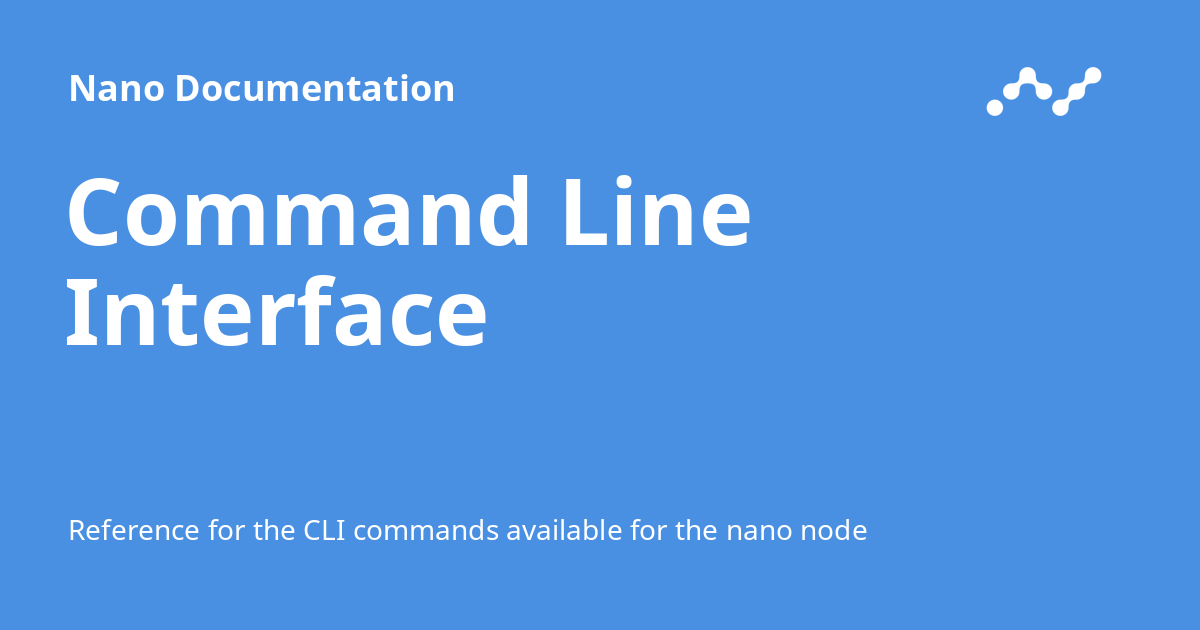 Nano Documentation
Command Line
Interface
Reference for the CLI commands available for the nano node